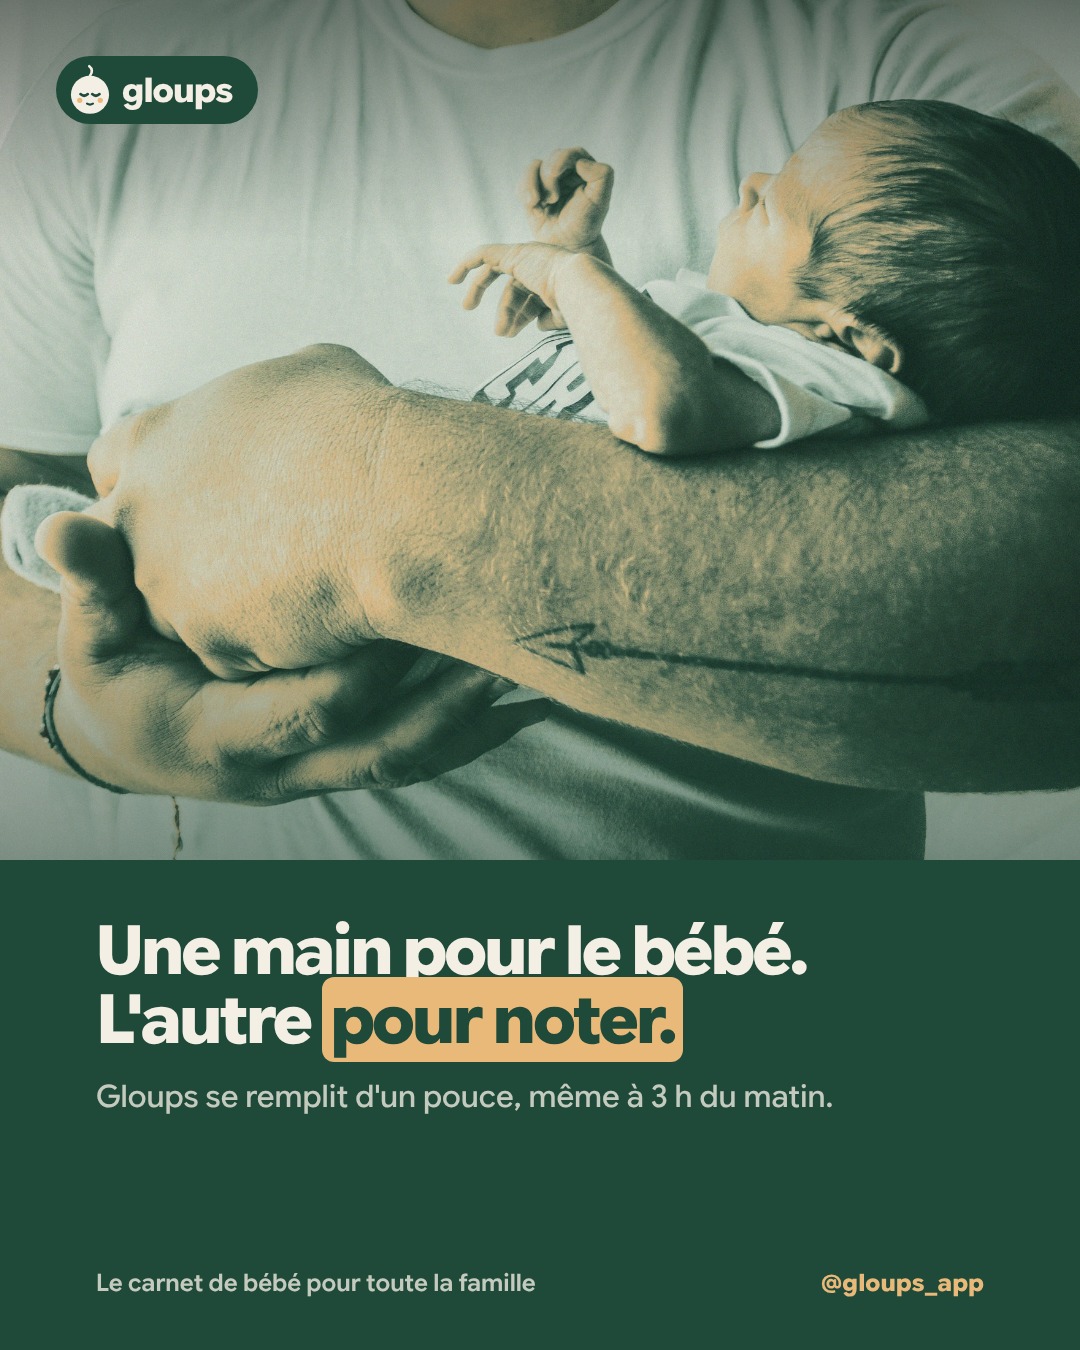 gloups
Une main pour le bébé.
L'autre pour noter.
Gloups se remplit d'un pouce, même à 3 h du matin.
Le carnet de bébé pour toute la famille
@gloups_app